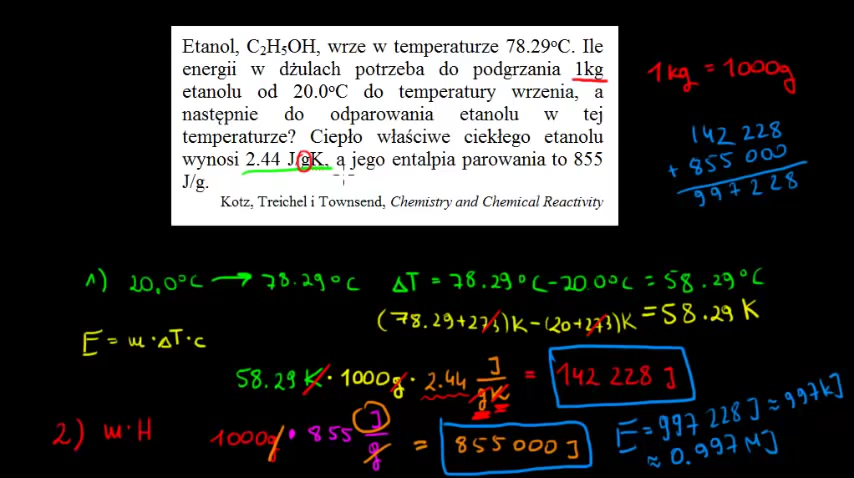 Etanol, C₂H₅OH, wrze w temperaturze 78.29ºC. Ile
energii w dżulach potrzeba do podgrzania 1kg
etanolu od 20.0ºC do temperatury wrzenia, a
następnie do odparowania etanolu w tej
temperaturze? Ciepło właściwe ciekłego etanolu
wynosi 2.44 J/gK, a jego entalpia parowania to 855
J/g.
Kotz, Treichel i Townsend, Chemistry and Chemical Reactivity
1kg = 1000g
142 228
+ 855 000
997228
1) 20,0°C → 78.29°C ΔT = 78.29°C-20.0°C = 58.29°C
(78.29+273)K-(20+273)K = 58.29 K
E = m·ΔT·c
58.29 K · 1000g · 2.44 J/gK = 142 228 J
2) m·H 1000g · 855 J/g = 855 000 J
E = 997 228 J ≈ 997kJ
≈ 0.997 MJ